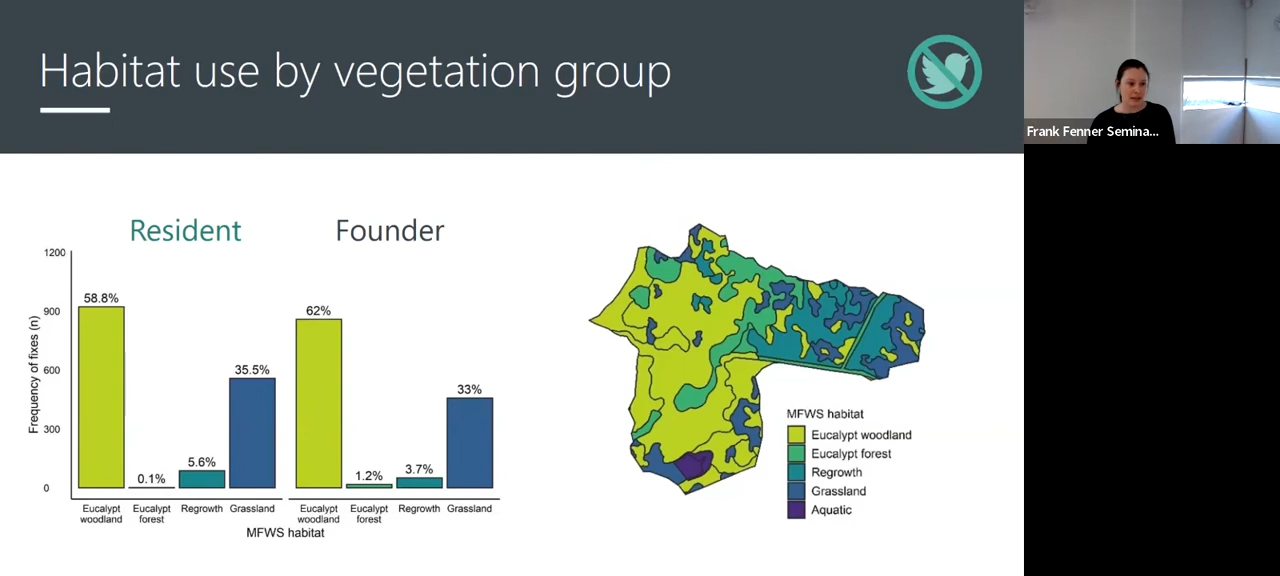 Habitat use by vegetation group
Frank Fenner Semina...
Resident
Founder
1200
900
600
300
0
Frequency of fixes (n)
58.8%
0.1%
5.6%
35.5%
62%
1.2%
3.7%
33%
Eucalypt woodland
Eucalypt forest
Regrowth
Grassland
Eucalypt woodland
Eucalypt forest
Regrowth
Grassland
MFWS habitat
MFWS habitat
Eucalypt woodland
Eucalypt forest
Regrowth
Grassland
Aquatic